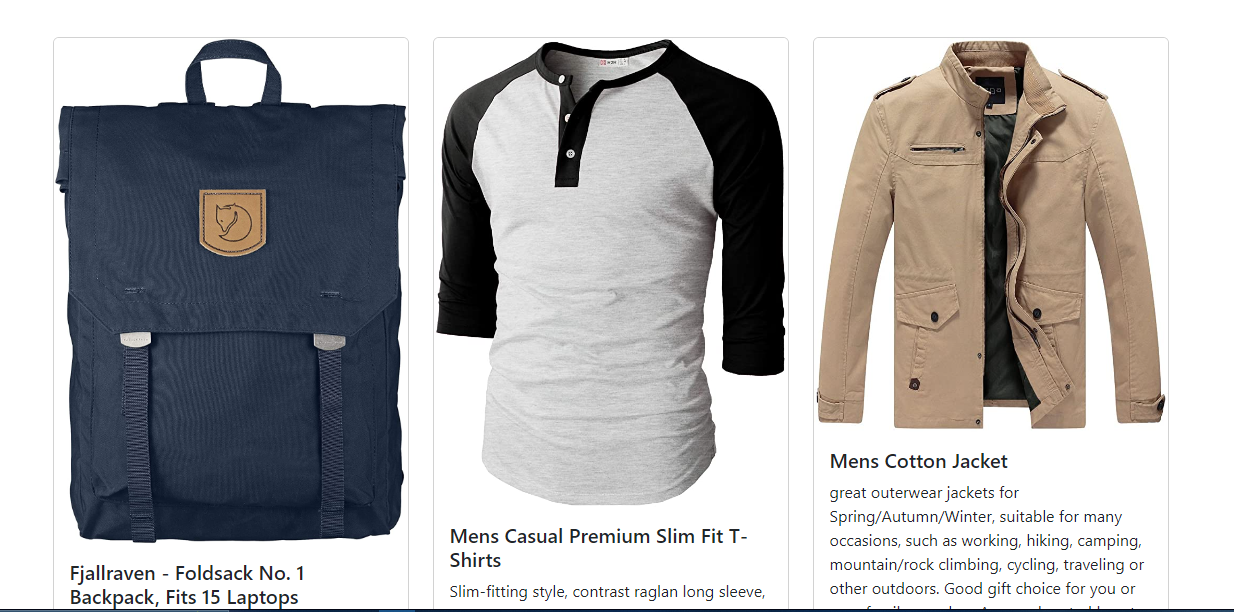 Fjallraven - Foldsack No. 1
Backpack, Fits 15 Laptops
Mens Casual Premium Slim Fit T-
Shirts
Slim-fitting style, contrast raglan long sleeve,
Mens Cotton Jacket
great outerwear jackets for
Spring/Autumn/Winter, suitable for many
occasions, such as working, hiking, camping,
mountain/rock climbing, cycling, traveling or
other outdoors. Good gift choice for you or